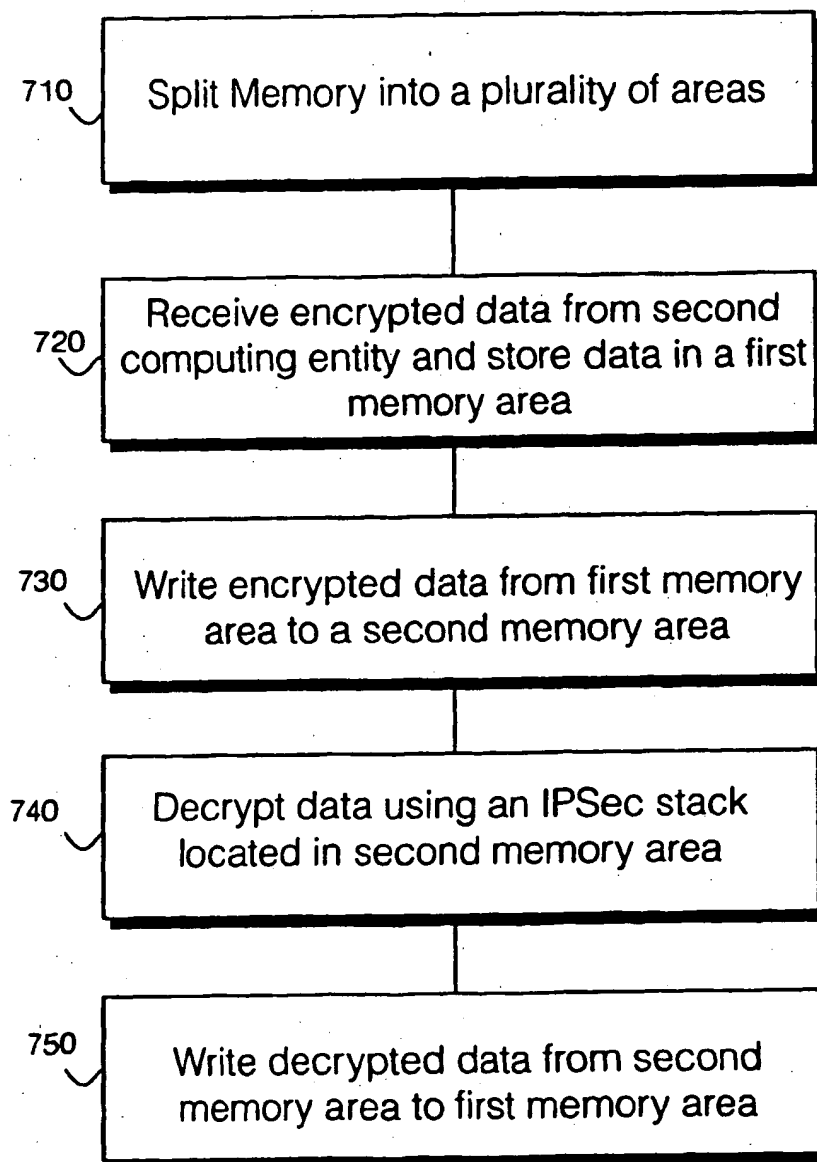 710
Split Memory into a plurality of areas
720
Receive encrypted data from second
computing entity and store data in a first
memory area
730
Write encrypted data from first memory
area to a second memory area
740
Decrypt data using an IPSec stack
located in second memory area
750
Write decrypted data from second
memory area to first memory area